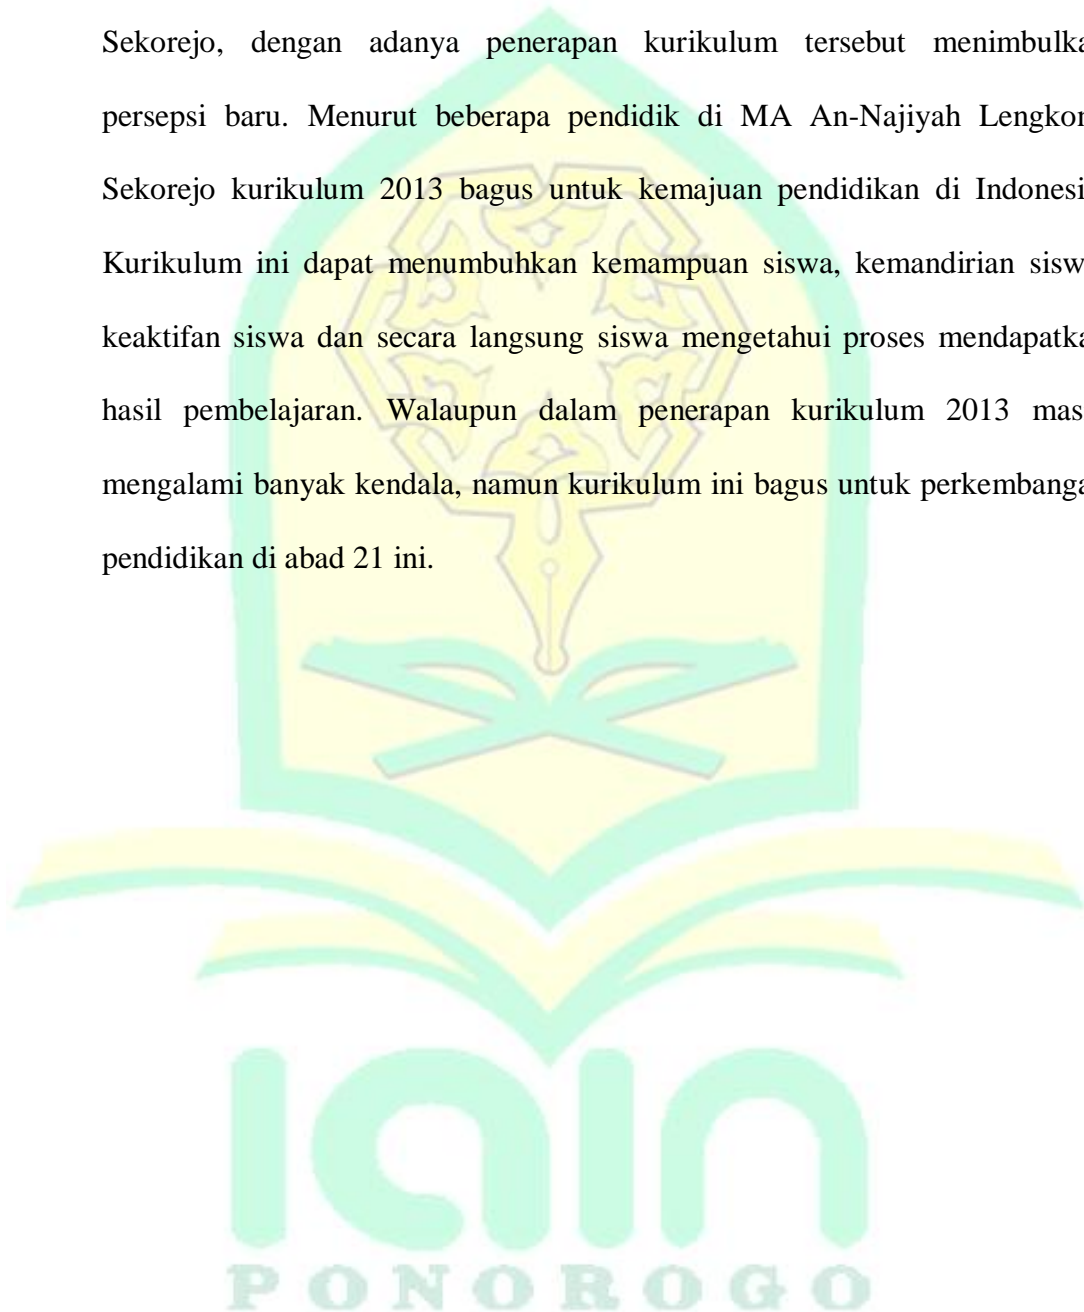 Sekorejo, dengan adanya penerapan kurikulum tersebut menimbulka
persepsi baru. Menurut beberapa pendidik di MA An-Najiyah Lengkon
Sekorejo kurikulum 2013 bagus untuk kemajuan pendidikan di Indonesi
Kurikulum ini dapat menumbuhkan kemampuan siswa, kemandirian sisw
keaktifan siswa dan secara langsung siswa mengetahui proses mendapatka
hasil pembelajaran. Walaupun dalam penerapan kurikulum 2013 mas
mengalami banyak kendala, namun kurikulum ini bagus untuk perkembanga
pendidikan di abad 21 ini.
iain
PONOROGO